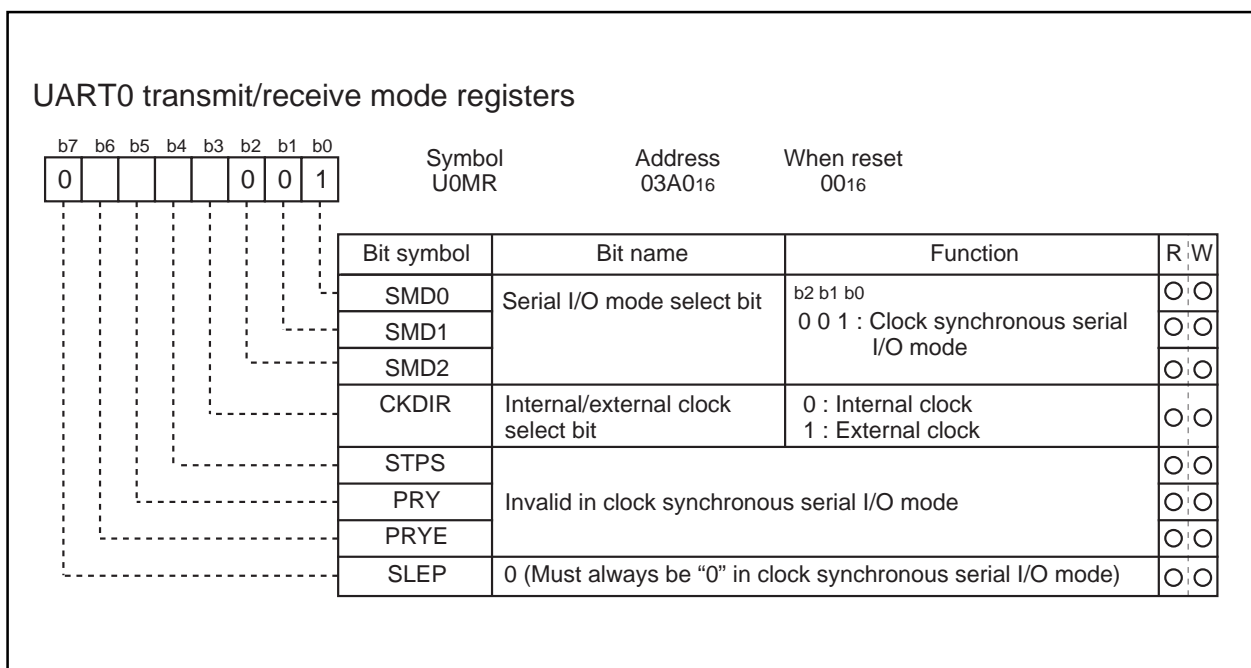 UART0 transmit/receive mode registers
b7 b6 b5 b4 b3 b2 b1 b0
0 0 0 1
Symbol Address When reset
U0MR 03A016 0016
Bit symbol Bit name Function R W
SMD0 Serial I/O mode select bit b2 b1 b0 O O
SMD1 0 0 1 : Clock synchronous serial O O
I/O mode
SMD2 O O
CKDIR Internal/external clock 0 : Internal clock O O
select bit 1 : External clock
STPS O O
PRY Invalid in clock synchronous serial I/O mode O O
PRYE O O
SLEP 0 (Must always be “0” in clock synchronous serial I/O mode) O O